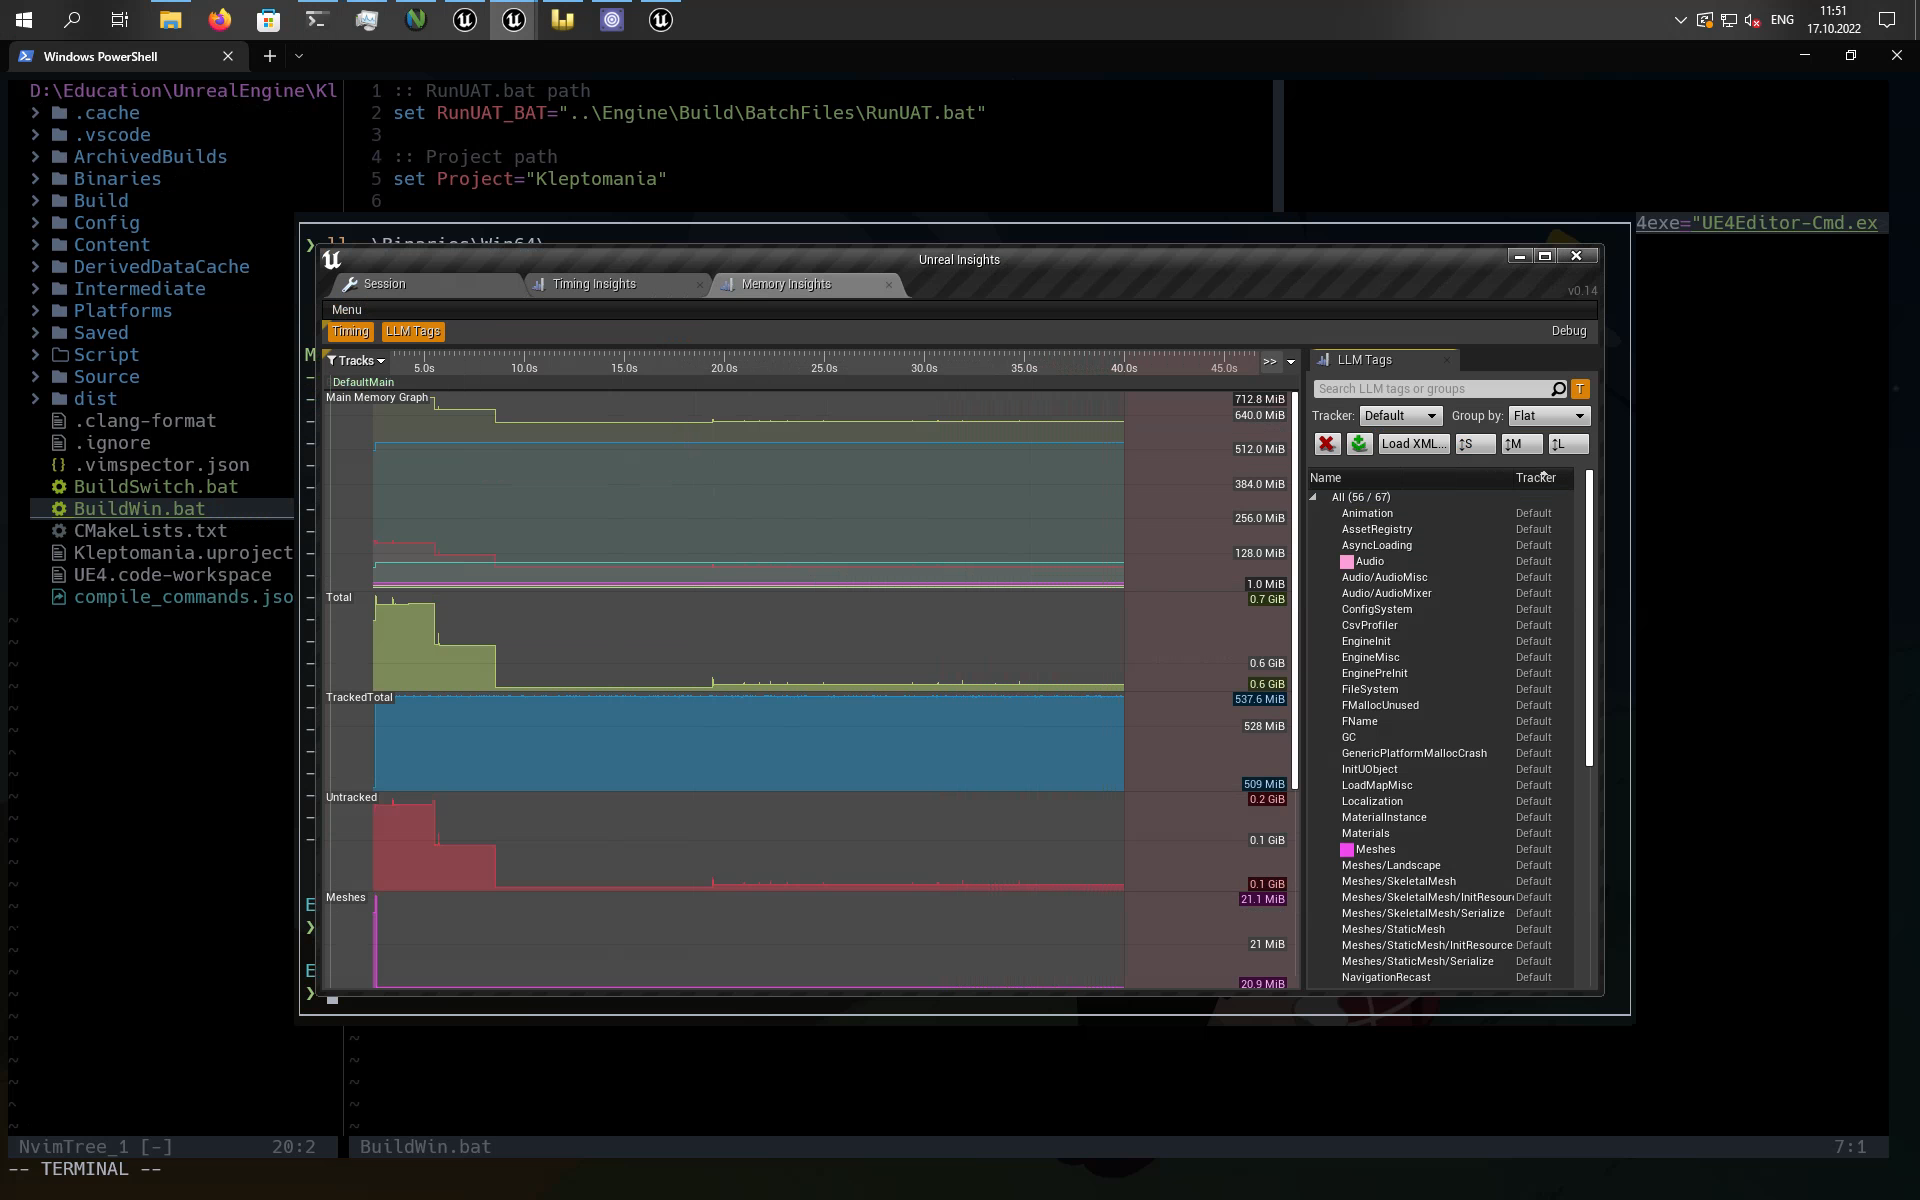 11:51
ENG
17.10.2022
Windows PowerShell
D:\Education\UnrealEngine\Kl
.cache
.vscode
ArchivedBuilds
Binaries
Build
Config
Content
DerivedDataCache
Intermediate
Platforms
Saved
Script
Source
dist
.clang-format
.ignore
.vimspector.json
BuildSwitch.bat
BuildWin.bat
CMakeLists.txt
Kleptomania.uproject
UE4.code-workspace
compile_commands.jso
1 :: RunUAT.bat path
2 set RunUAT_BAT="..\Engine\Build\BatchFiles\RunUAT.bat"
3
4 :: Project path
5 set Project="Kleptomania"
6
4exe="UE4Editor-Cmd.ex
ll .\Binaries\Win64\
Unreal Insights
Session
Timing Insights
Memory Insights
v0.14
Menu
Timing
LLM Tags
Debug
Tracks
5.0s 10.0s 15.0s 20.0s 25.0s 30.0s 35.0s 40.0s 45.0s
>>
DefaultMain
Main Memory Graph
712.8 MiB
640.0 MiB
512.0 MiB
384.0 MiB
256.0 MiB
128.0 MiB
1.0 MiB
Total
0.7 GiB
0.6 GiB
0.6 GiB
TrackedTotal
537.6 MiB
528 MiB
509 MiB
Untracked
0.2 GiB
0.1 GiB
0.1 GiB
Meshes
21.1 MiB
21 MiB
20.9 MiB
LLM Tags
Search LLM tags or groups
T
Tracker: Default Group by: Flat
Load XML... S M L
Name Tracker
All (56 / 67)
Animation Default
AssetRegistry Default
AsyncLoading Default
Audio Default
Audio/AudioMisc Default
Audio/AudioMixer Default
ConfigSystem Default
CsvProfiler Default
EngineInit Default
EngineMisc Default
EnginePreInit Default
FileSystem Default
FMallocUnused Default
FName Default
GC Default
GenericPlatformMallocCrash Default
InitUObject Default
LoadMapMisc Default
Localization Default
MaterialInstance Default
Materials Default
Meshes Default
Meshes/Landscape Default
Meshes/SkeletalMesh Default
Meshes/SkeletalMesh/InitResour Default
Meshes/SkeletalMesh/Serialize Default
Meshes/StaticMesh Default
Meshes/StaticMesh/InitResource Default
Meshes/StaticMesh/Serialize Default
NavigationRecast Default
M
E
E
NvimTree_1 [-] 20:2
BuildWin.bat 7:1
-- TERMINAL --